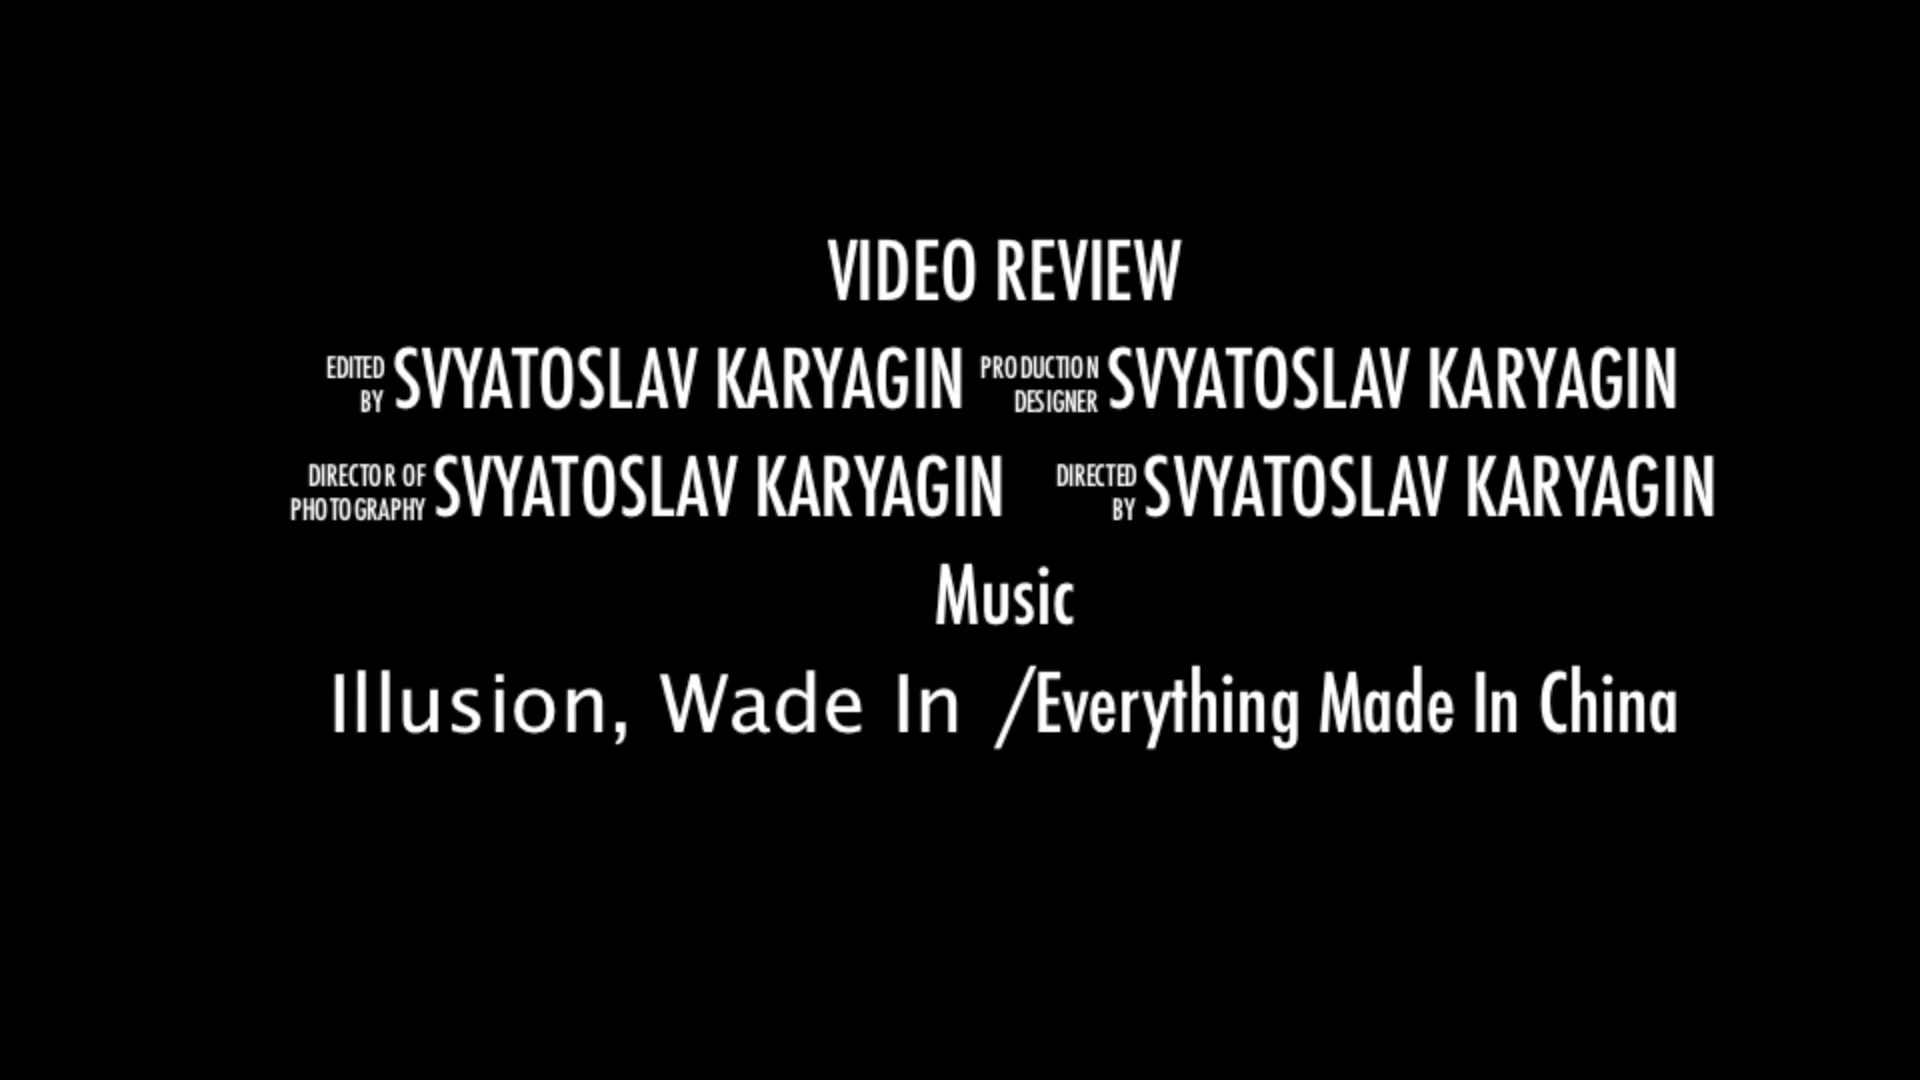 VIDEO REVIEW
EDITED BY SVYATOSLAV KARYAGIN PRODUCTION DESIGNER SVYATOSLAV KARYAGIN
DIRECTOR OF PHOTOGRAPHY SVYATOSLAV KARYAGIN DIRECTED BY SVYATOSLAV KARYAGIN
Music
Illusion, Wade In /Everything Made In China